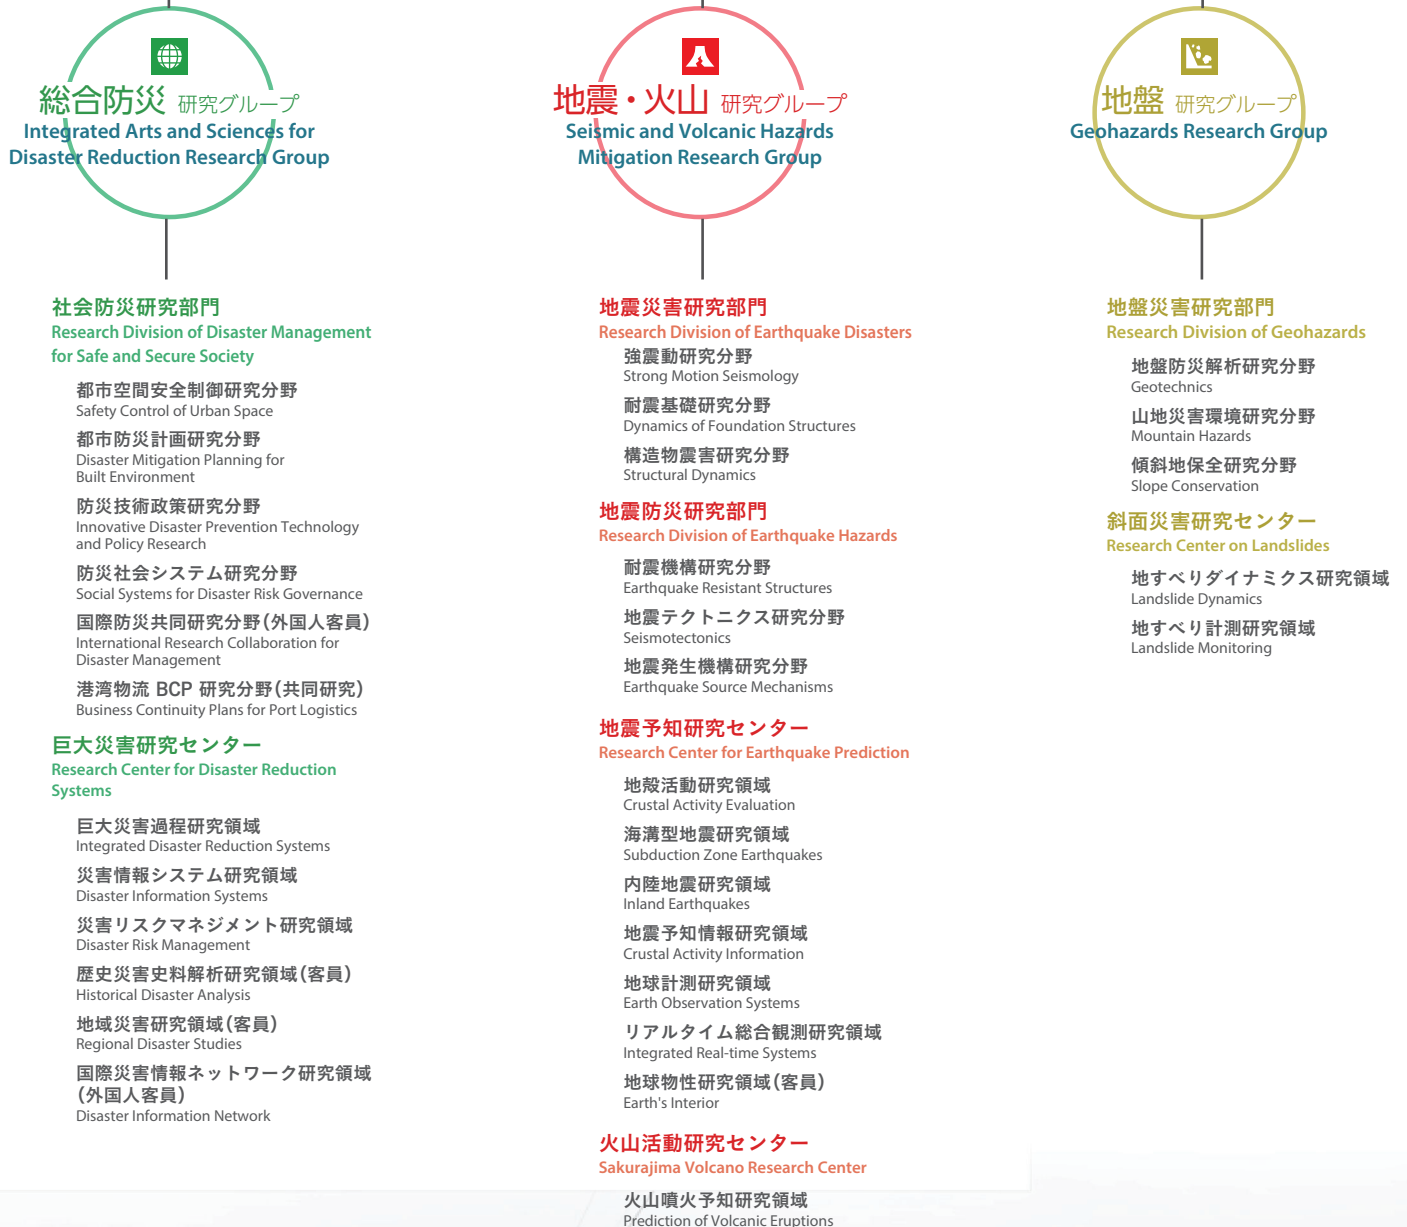 総合防災 研究グループ
Integrated Arts and Sciences for
Disaster Reduction Research Group
社会防災研究部門
Research Division of Disaster Management
for Safe and Secure Society
都市空間安全制御研究分野
Safety Control of Urban Space
都市防災計画研究分野
Disaster Mitigation Planning for
Built Environment
防災技術政策研究分野
Innovative Disaster Prevention Technology
and Policy Research
防災社会システム研究分野
Social Systems for Disaster Risk Governance
国際防災共同研究分野(外国人客員)
International Research Collaboration for
Disaster Management
港湾物流 BCP 研究分野(共同研究)
Business Continuity Plans for Port Logistics
巨大災害研究センター
Research Center for Disaster Reduction
Systems
巨大災害過程研究領域
Integrated Disaster Reduction Systems
災害情報システム研究領域
Disaster Information Systems
災害リスクマネジメント研究領域
Disaster Risk Management
歴史災害史料解析研究領域(客員)
Historical Disaster Analysis
地域災害研究領域(客員)
Regional Disaster Studies
国際災害情報ネットワーク研究領域
(外国人客員)
Disaster Information Network
地震・火山 研究グループ
Seismic and Volcanic Hazards
Mitigation Research Group
地震災害研究部門
Research Division of Earthquake Disasters
強震動研究分野
Strong Motion Seismology
耐震基礎研究分野
Dynamics of Foundation Structures
構造物震害研究分野
Structural Dynamics
地震防災研究部門
Research Division of Earthquake Hazards
耐震機構研究分野
Earthquake Resistant Structures
地震テクトニクス研究分野
Seismotectonics
地震発生機構研究分野
Earthquake Source Mechanisms
地震予知研究センター
Research Center for Earthquake Prediction
地殻活動研究領域
Crustal Activity Evaluation
海溝型地震研究領域
Subduction Zone Earthquakes
内陸地震研究領域
Inland Earthquakes
地震予知情報研究領域
Crustal Activity Information
地球計測研究領域
Earth Observation Systems
リアルタイム総合観測研究領域
Integrated Real-time Systems
地球物性研究領域(客員)
Earth's Interior
火山活動研究センター
Sakurajima Volcano Research Center
火山噴火予知研究領域
Prediction of Volcanic Eruptions
地盤 研究グループ
Geohazards Research Group
地盤災害研究部門
Research Division of Geohazards
地盤防災解析研究分野
Geotechnics
山地災害環境研究分野
Mountain Hazards
傾斜地保全研究分野
Slope Conservation
斜面災害研究センター
Research Center on Landslides
地すべりダイナミクス研究領域
Landslide Dynamics
地すべり計測研究領域
Landslide Monitoring